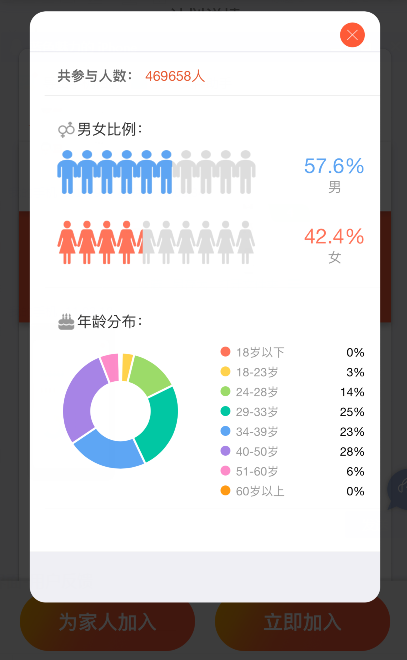 共参与人数： 469658人
男女比例：
57.6%
男
42.4%
女
年龄分布：
18岁以下 0%
18-23岁 3%
24-28岁 14%
29-33岁 25%
34-39岁 23%
40-50岁 28%
51-60岁 6%
60岁以上 0%
为家人加入 立即加入